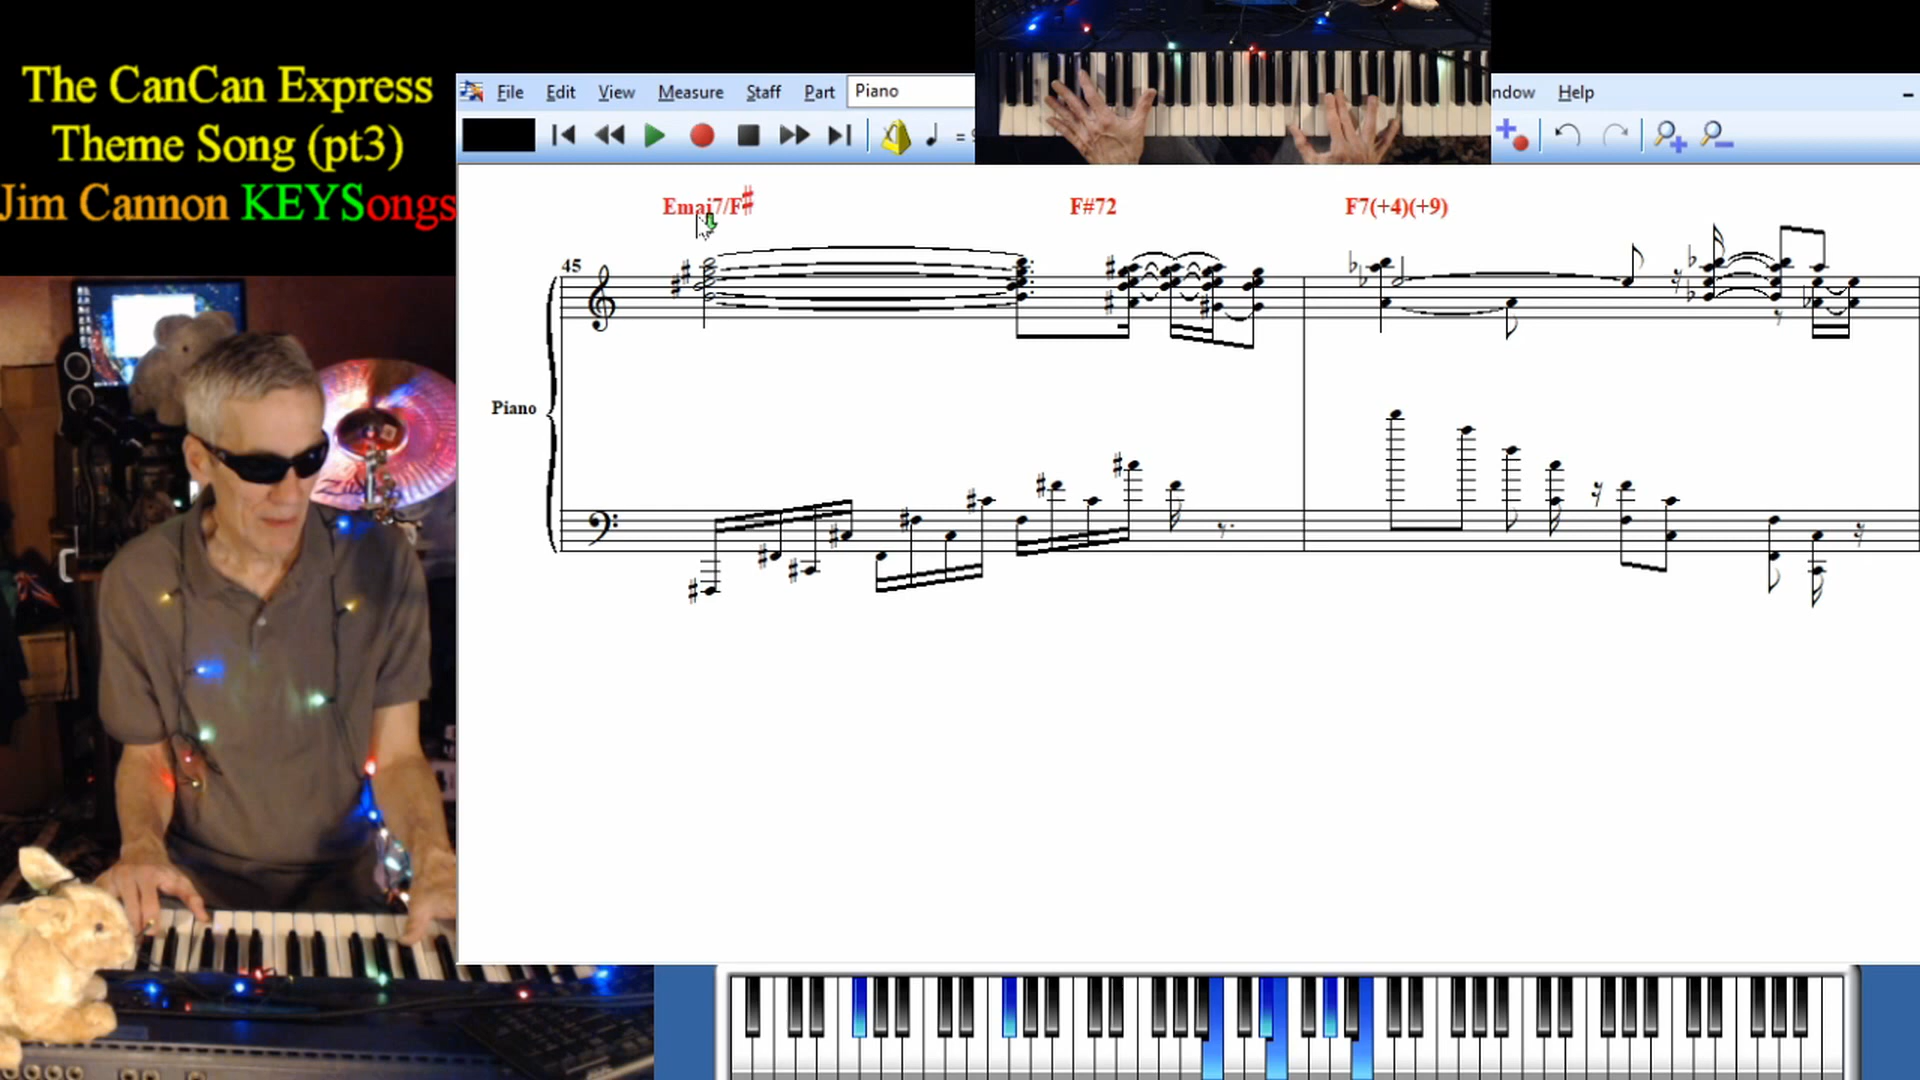 The CanCan Express
Theme Song (pt3)
Jim Cannon KEYSongs
File Edit View Measure Staff Part Piano
ndow Help
=
Emaj7/F♯
F#72
F7(+4)(+9)
45
Piano